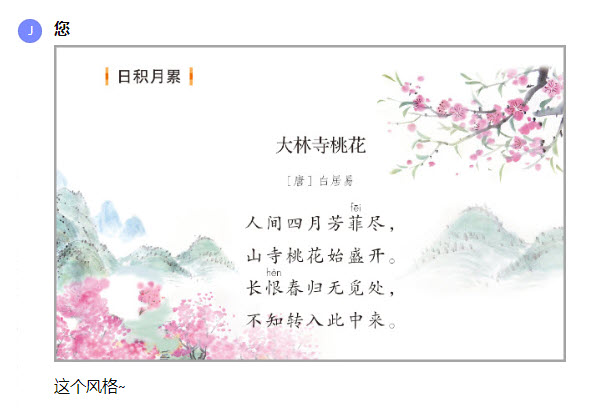 J 您
日积月累
大林寺桃花
［唐］白居易
fēi
人间四月芳菲尽，
山寺桃花始盛开。
hèn
长恨春归无觅处，
不知转入此中来。
这个风格~